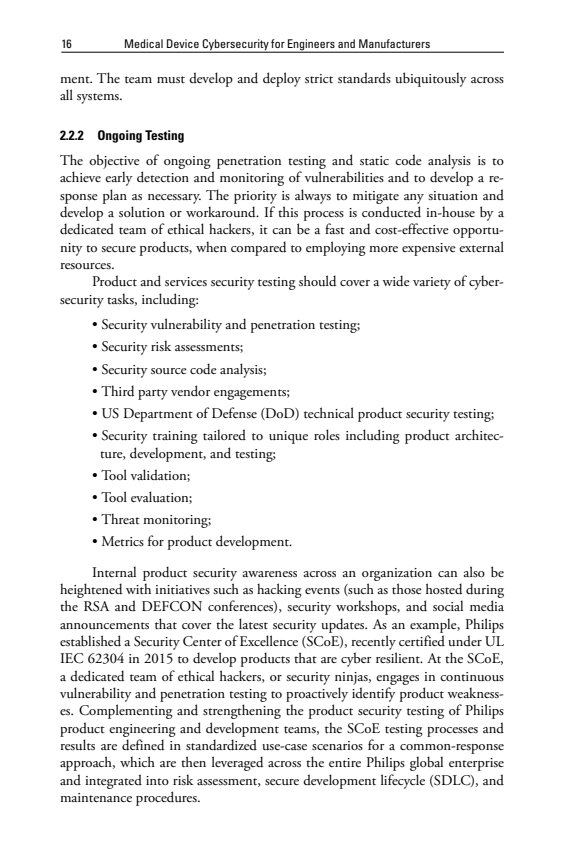 16 Medical Device Cybersecurity for Engineers and Manufacturers
ment. The team must develop and deploy strict standards ubiquitously across
all systems.
2.2.2 Ongoing Testing
The objective of ongoing penetration testing and static code analysis is to
achieve early detection and monitoring of vulnerabilities and to develop a re-
sponse plan as necessary. The priority is always to mitigate any situation and
develop a solution or workaround. If this process is conducted in-house by a
dedicated team of ethical hackers, it can be a fast and cost-effective opportu-
nity to secure products, when compared to employing more expensive external
resources.
Product and services security testing should cover a wide variety of cyber-
security tasks, including:
• Security vulnerability and penetration testing;
• Security risk assessments;
• Security source code analysis;
• Third party vendor engagements;
• US Department of Defense (DoD) technical product security testing;
• Security training tailored to unique roles including product architec-
ture, development, and testing;
• Tool validation;
• Tool evaluation;
• Threat monitoring;
• Metrics for product development.
Internal product security awareness across an organization can also be
heightened with initiatives such as hacking events (such as those hosted during
the RSA and DEFCON conferences), security workshops, and social media
announcements that cover the latest security updates. As an example, Philips
established a Security Center of Excellence (SCoE), recently certified under UL
IEC 62304 in 2015 to develop products that are cyber resilient. At the SCoE,
a dedicated team of ethical hackers, or security ninjas, engages in continuous
vulnerability and penetration testing to proactively identify product weakness-
es. Complementing and strengthening the product security testing of Philips
product engineering and development teams, the SCoE testing processes and
results are defined in standardized use-case scenarios for a common-response
approach, which are then leveraged across the entire Philips global enterprise
and integrated into risk assessment, secure development lifecycle (SDLC), and
maintenance procedures.